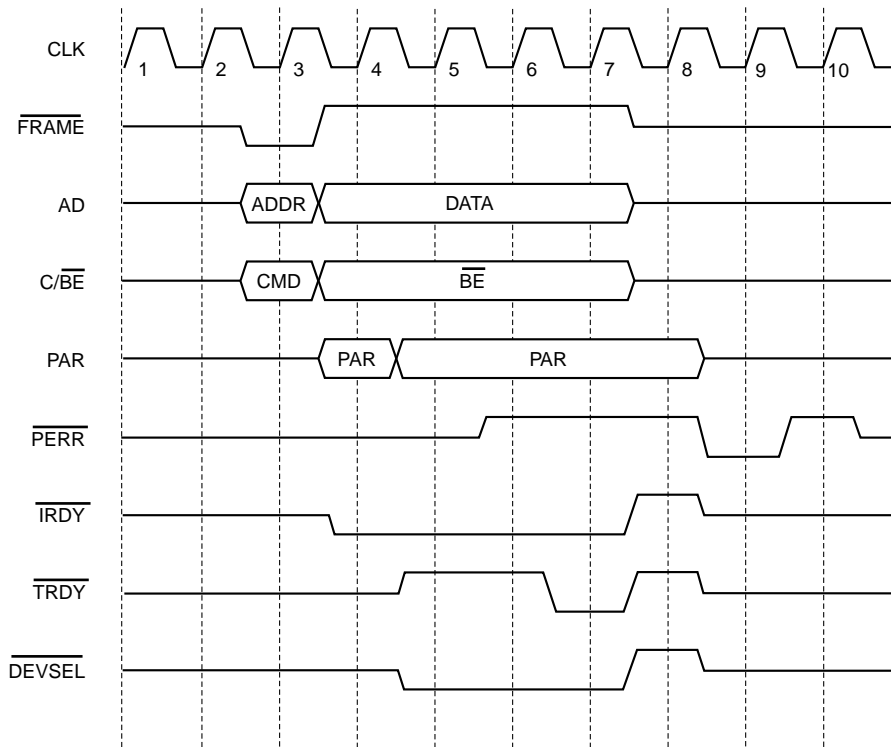 CLK
1 2 3 4 5 6 7 8 9 10
FRAME
AD ADDR DATA
C/BE CMD BE
PAR PAR PAR
PERR
IRDY
TRDY
DEVSEL